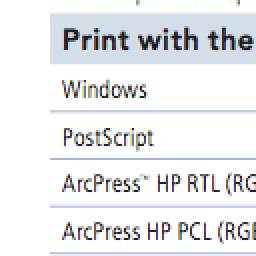 Print with the
Windows
PostScript
ArcPress™ HP RTL (RG
ArcPress HP PCL (RGB